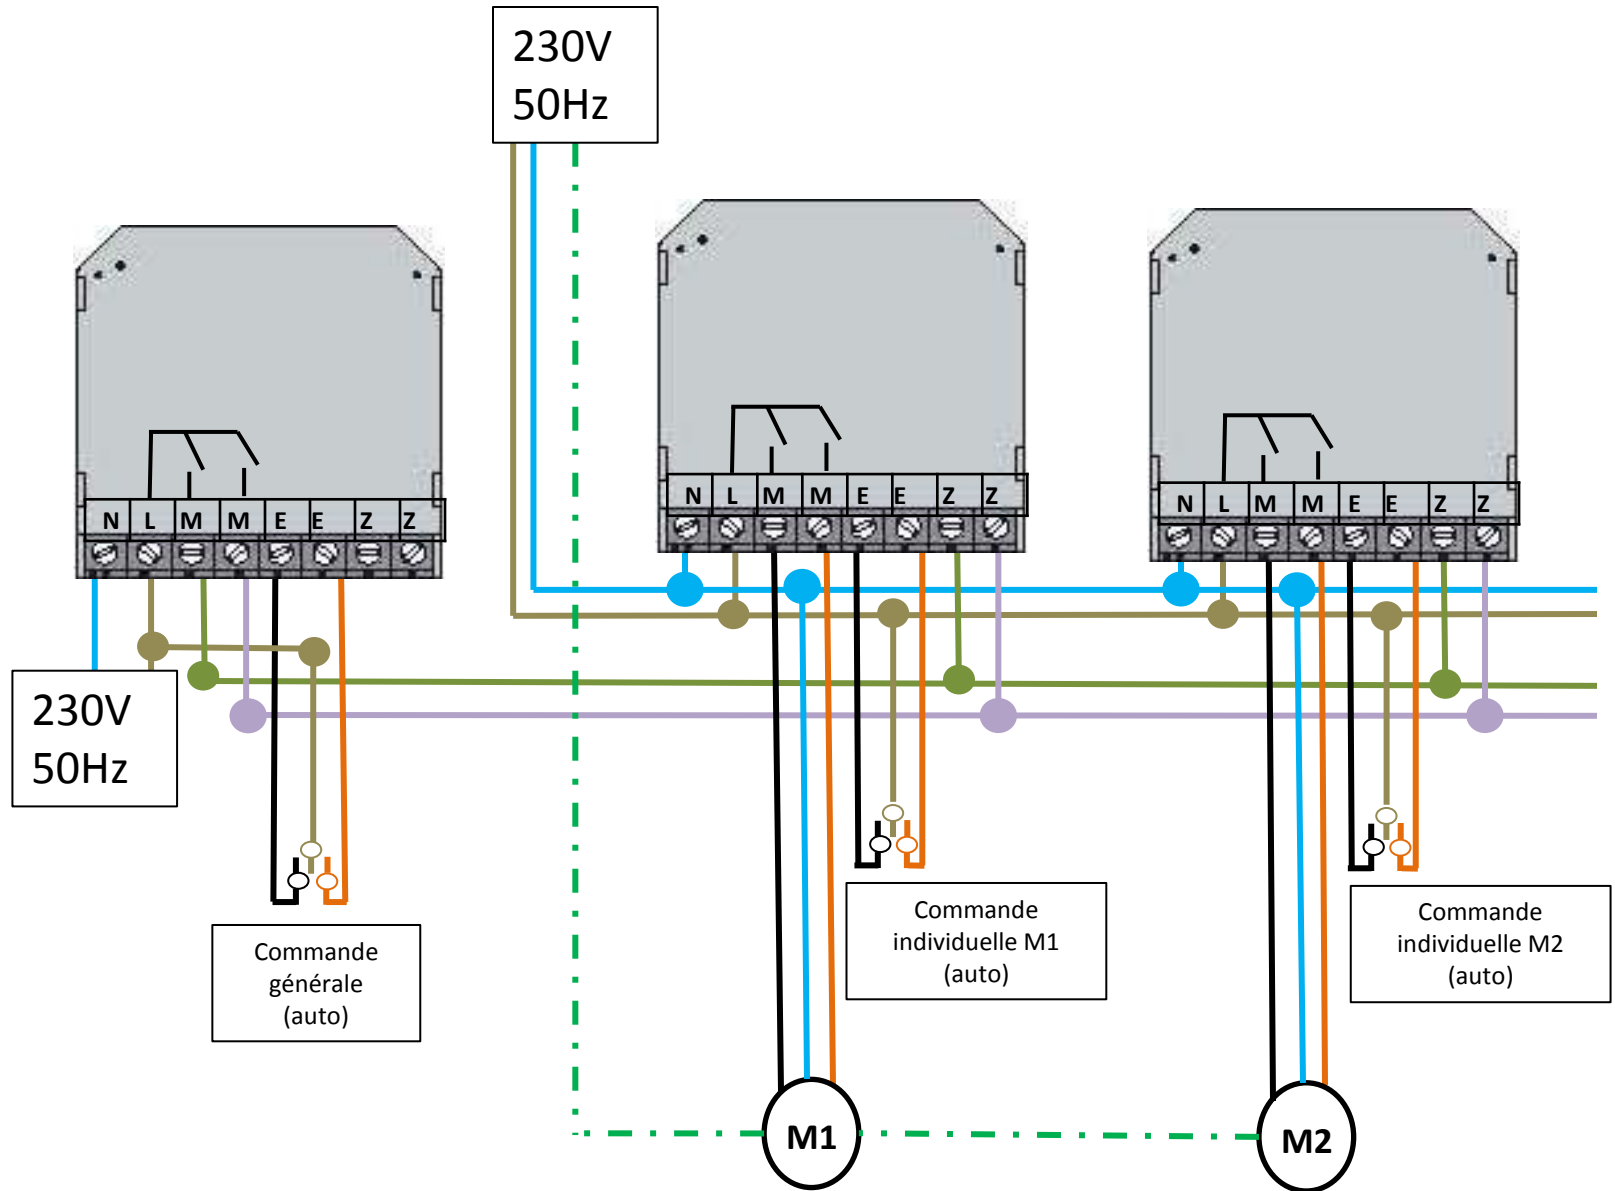 230V
50Hz
N L M M E E Z Z
N L M M E E Z Z
N L M M E E Z Z
230V
50Hz
Commande
générale
(auto)
Commande
individuelle M1
(auto)
Commande
individuelle M2
(auto)
M1
M2